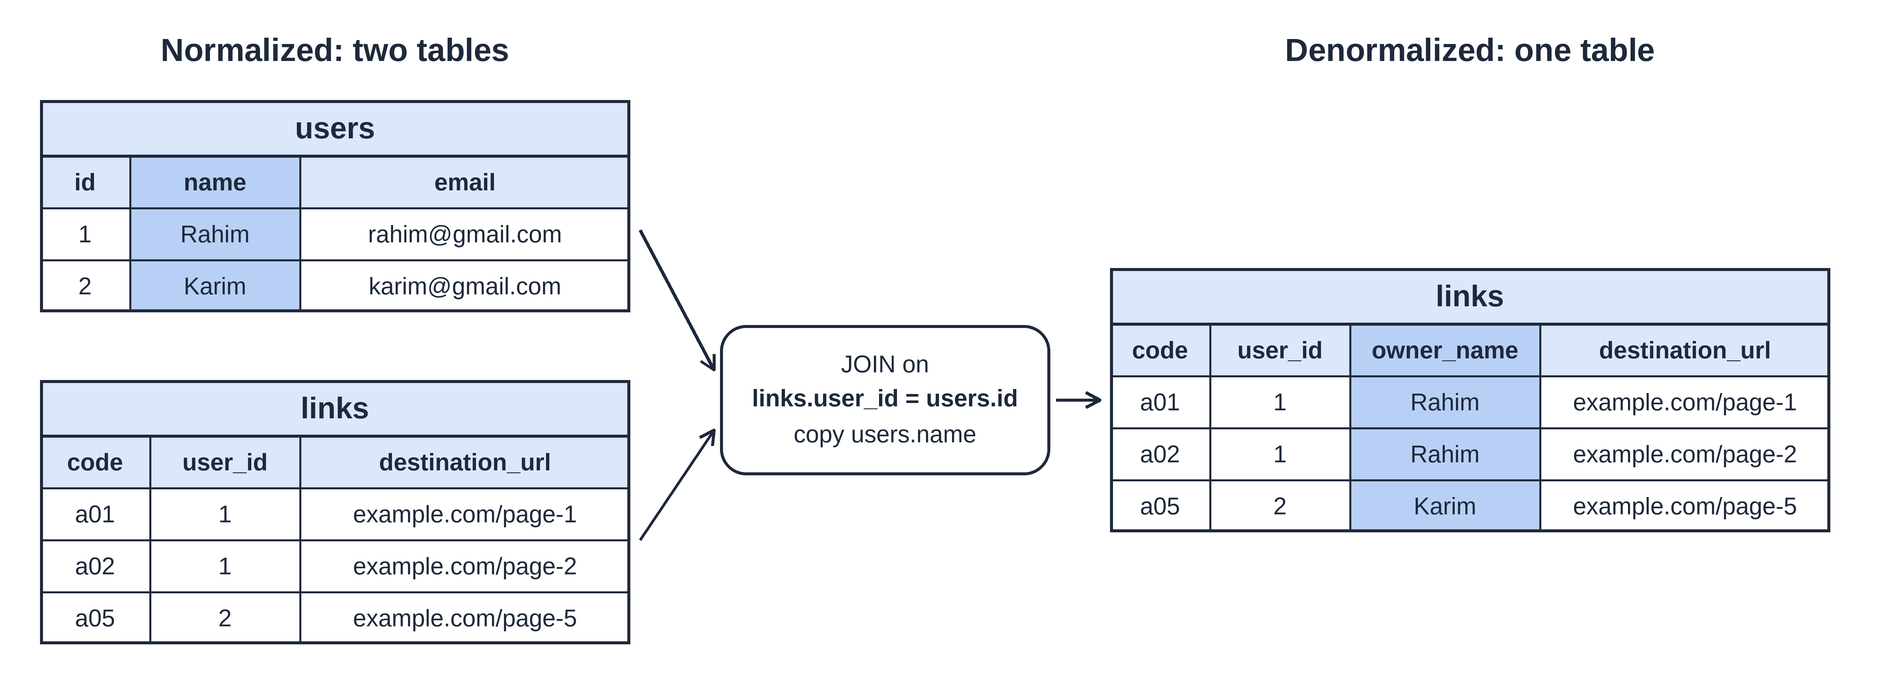 Normalized: two tables
users
id name email
1 Rahim rahim@gmail.com
2 Karim karim@gmail.com
links
code user_id destination_url
a01 1 example.com/page-1
a02 1 example.com/page-2
a05 2 example.com/page-5
JOIN on
links.user_id = users.id
copy users.name
Denormalized: one table
links
code user_id owner_name destination_url
a01 1 Rahim example.com/page-1
a02 1 Rahim example.com/page-2
a05 2 Karim example.com/page-5